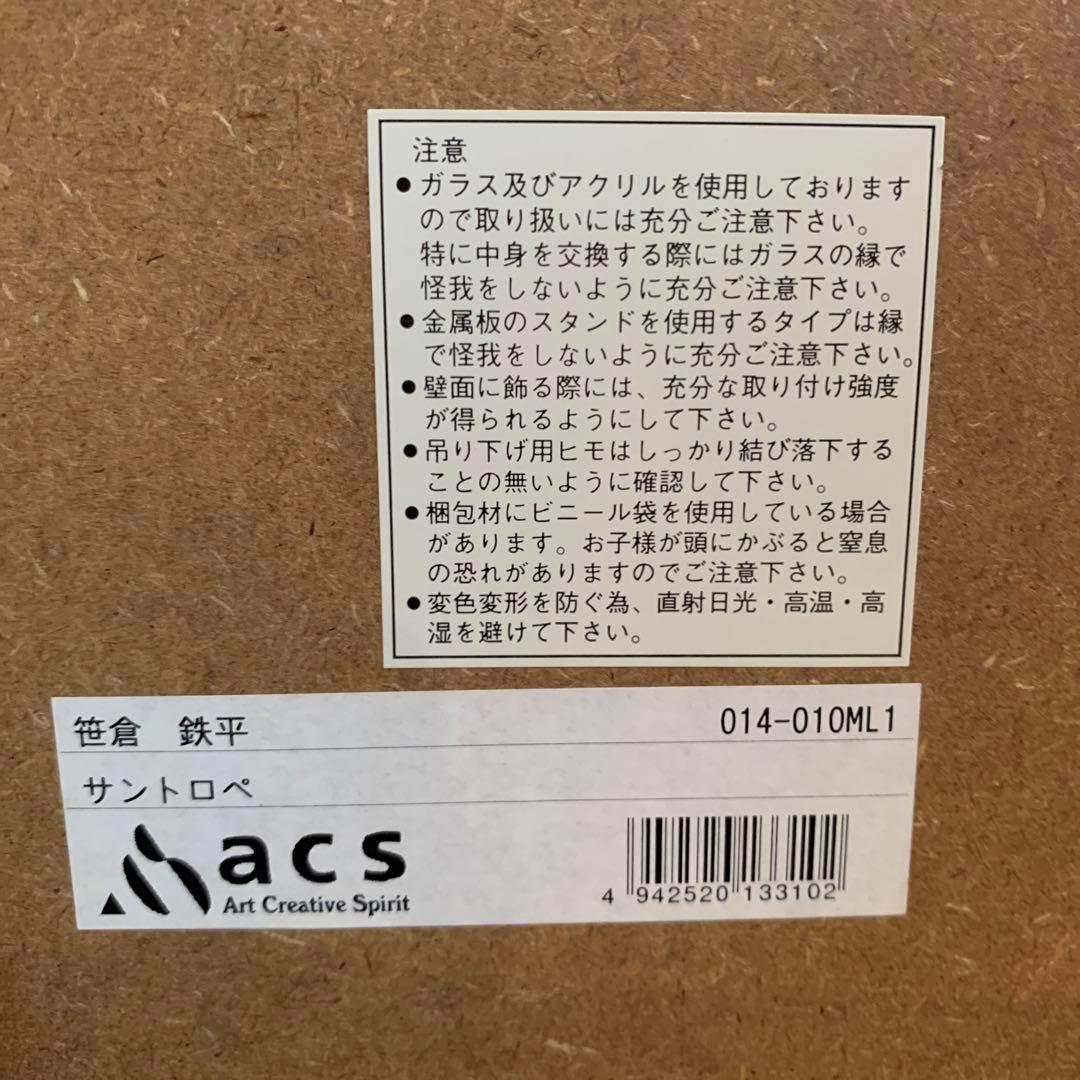 注意
●ガラス及びアクリルを使用しております
ので取り扱いには充分ご注意下さい。
特に中身を交換する際にはガラスの縁で
怪我をしないように充分ご注意下さい。
●金属板のスタンドを使用するタイプは縁
で怪我をしないように充分ご注意下さい。
●壁面に飾る際には、充分な取り付け強度
が得られるようにして下さい。
●吊り下げ用ヒモはしっかり結び落下する
ことの無いように確認して下さい。
●梱包材にビニール袋を使用している場合
があります。お子様が頭にかぶると窒息
の恐れがありますのでご注意下さい。
●変色変形を防ぐ為、直射日光・高温・高
湿を避けて下さい。
笹倉　鉄平 014-010ML1
サントロペ
acs
Art Creative Spirit
4 942520 133102